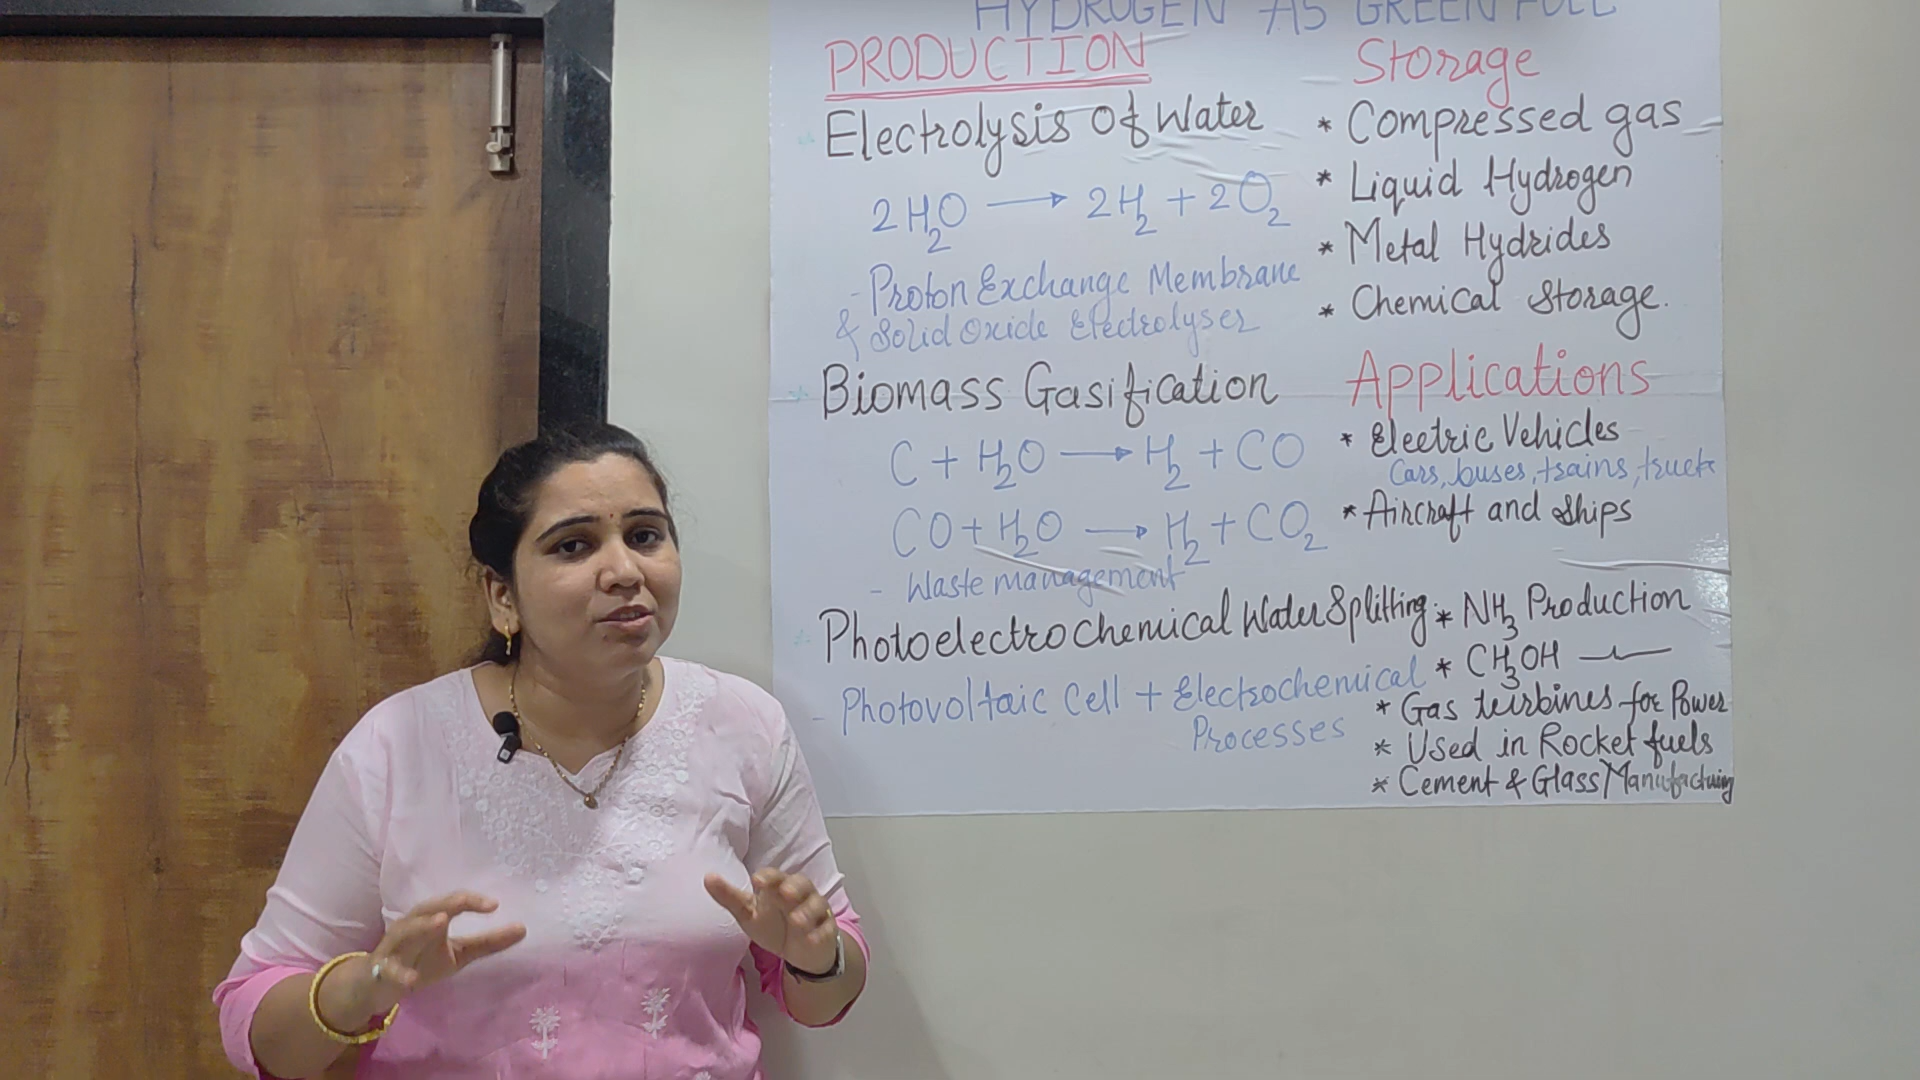 HYDROGEN AS GREEN FUEL
PRODUCTION
Electrolysis of Water
2H₂O → 2H₂ + 2O₂
- Proton Exchange Membrane
& Solid Oxide Electrolyser
Biomass Gasification
C + H₂O → H₂ + CO
CO + H₂O → H₂ + CO₂
- Waste management
Photoelectrochemical Water Splitting
- Photovoltaic Cell + Electrochemical
Processes
Storage
* Compressed gas
* Liquid Hydrogen
* Metal Hydrides
* Chemical Storage.
Applications
* Electric Vehicles
Cars, buses, trains, trucks
* Aircraft and Ships
* NH₃ Production
* CH₃OH
* Gas turbines for Power
* Used in Rocket fuels
* Cement & Glass Manufacturing